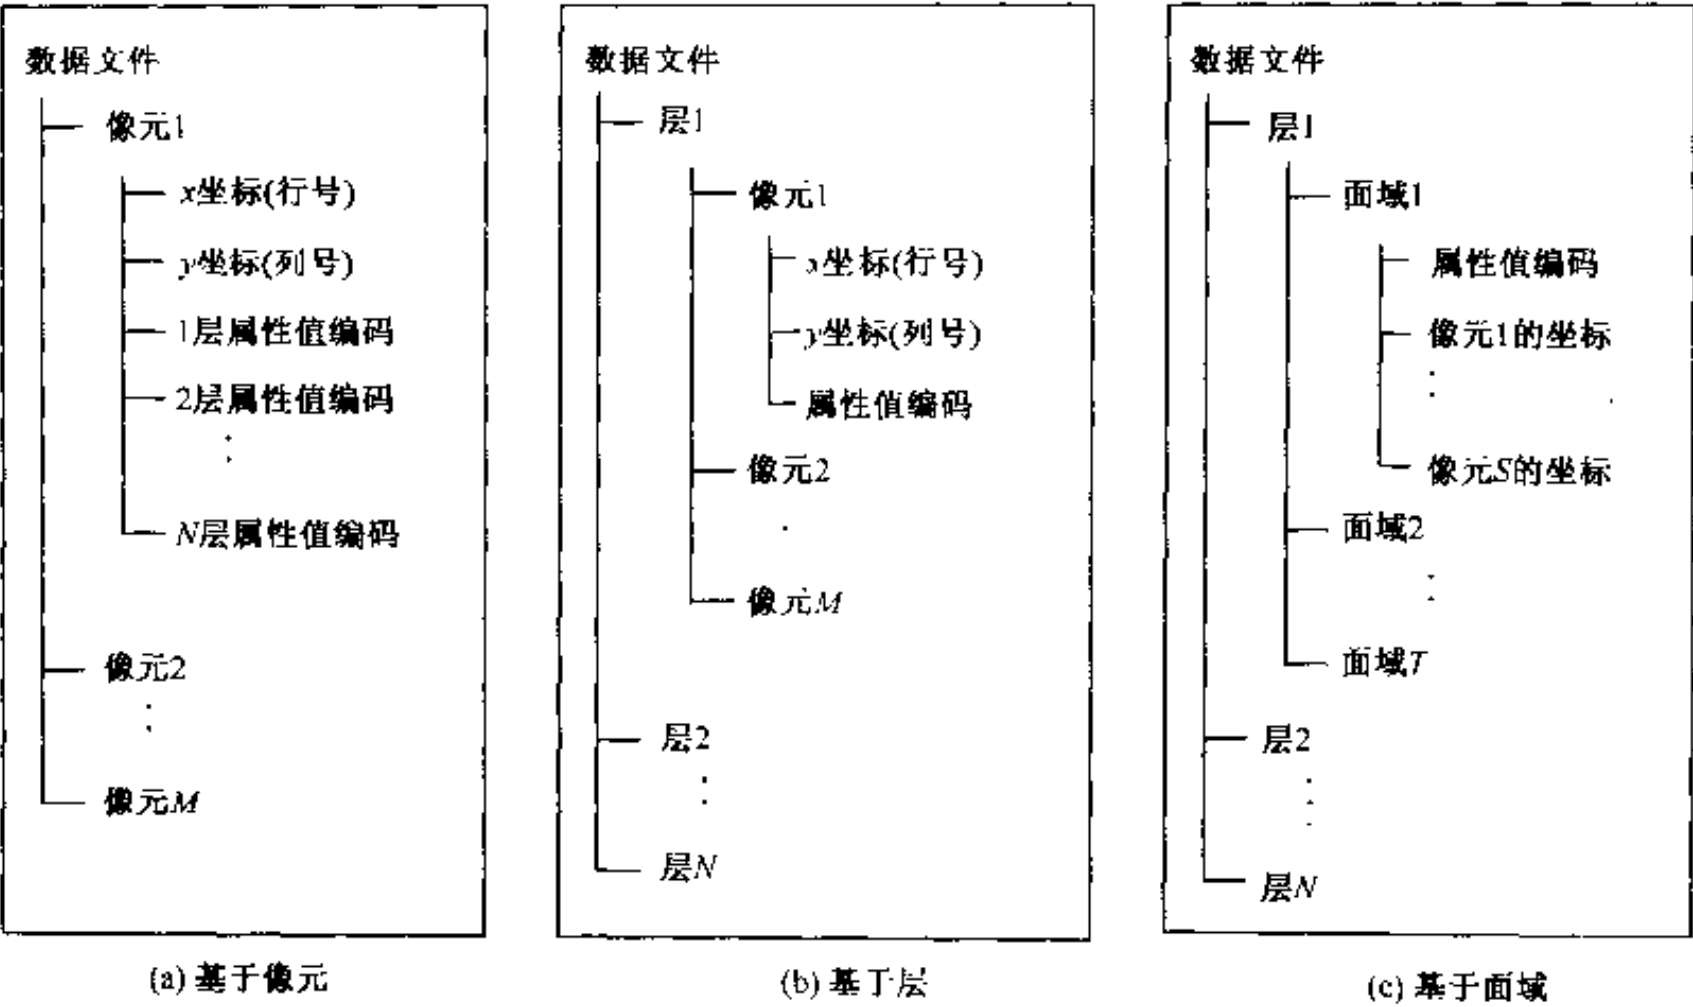 数据文件
像元1
x坐标(行号)
y坐标(列号)
1层属性值编码
2层属性值编码
N层属性值编码
像元2
像元M
(a) 基于像元
数据文件
层1
像元1
x坐标(行号)
y坐标(列号)
属性值编码
像元2
像元M
层2
层N
(b) 基于层
数据文件
层1
面域1
属性值编码
像元1的坐标
像元S的坐标
面域2
面域T
层2
层N
(c) 基于面域